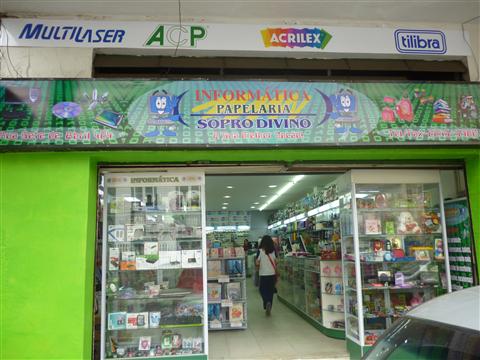 MULTILASER ACP ACRILEX tilibra
INFORMÁTICA
PAPELARIA
SOPRO DIVINO
INFORMÁTICA